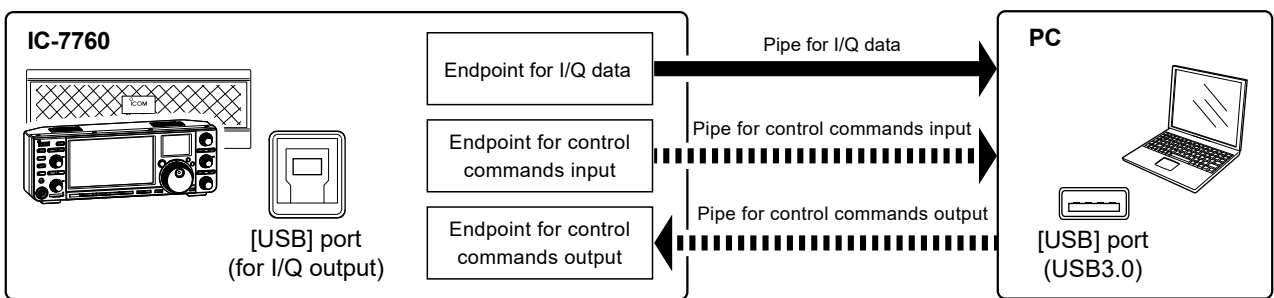 IC-7760
ICOM
[USB] port
(for I/Q output)
Endpoint for I/Q data
Endpoint for control
commands input
Endpoint for control
commands output
Pipe for I/Q data
Pipe for control commands input
Pipe for control commands output
PC
[USB] port
(USB3.0)